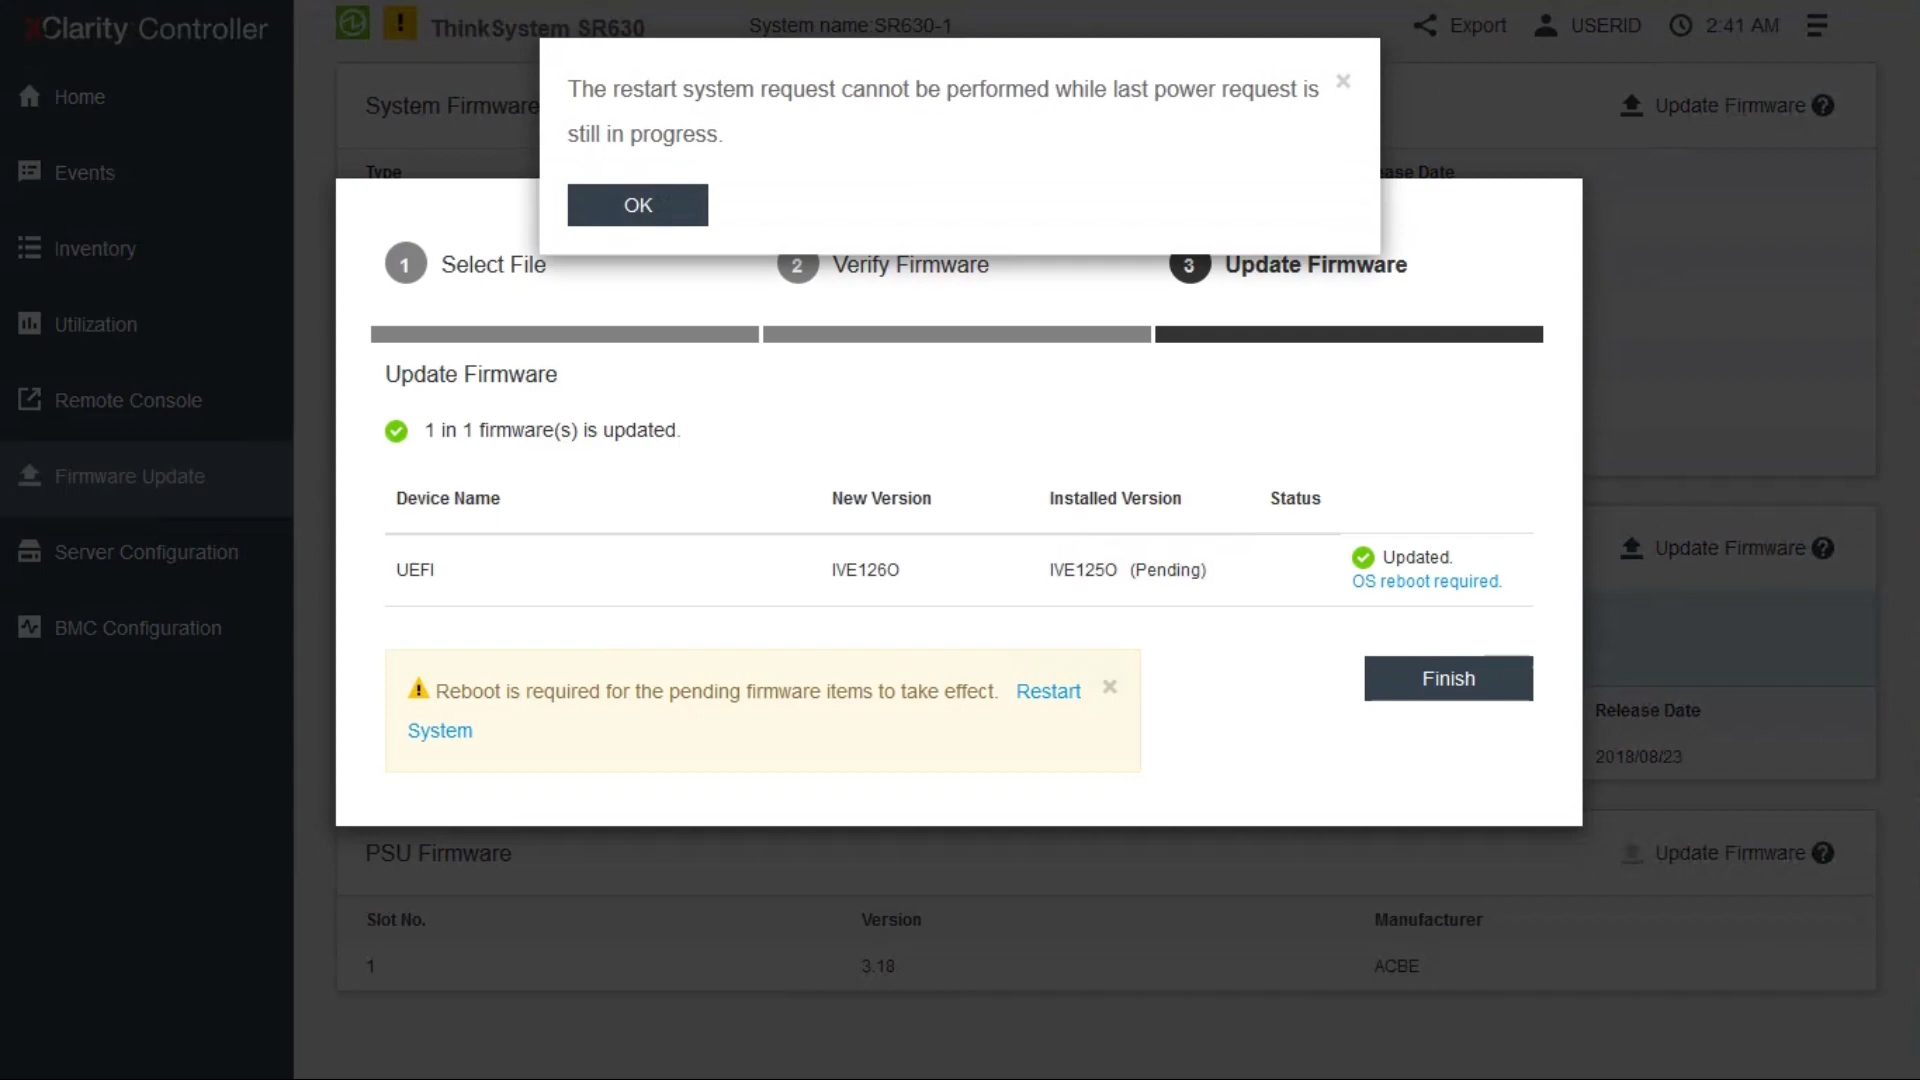 XClarity Controller
ThinkSystem SR630
System name:SR630-1
Export
USERID
2:41 AM
Home
Events
Inventory
Utilization
Remote Console
Firmware Update
Server Configuration
BMC Configuration
The restart system request cannot be performed while last power request is
still in progress.
OK
System Firmware
Update Firmware
Type
ase Date
1 Select File
2 Verify Firmware
3 Update Firmware
Update Firmware
1 in 1 firmware(s) is updated.
Device Name New Version Installed Version Status
UEFI IVE126O IVE125O (Pending) Updated.
OS reboot required.
Reboot is required for the pending firmware items to take effect. Restart
System
Finish
Update Firmware
Release Date
2018/08/23
PSU Firmware
Update Firmware
Slot No. Version Manufacturer
1 3.18 ACBE